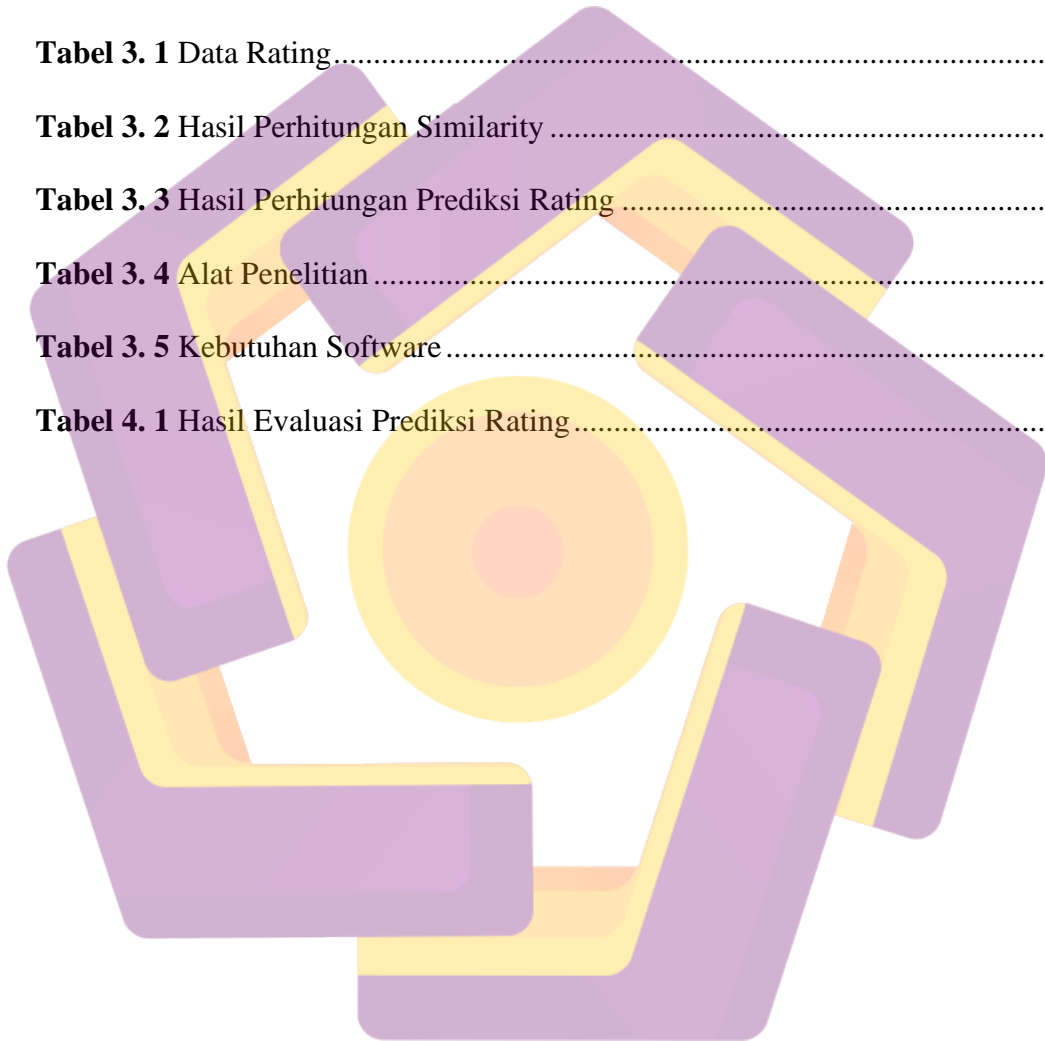 Tabel 3. 1 Data Rating..........................................................................................
Tabel 3. 2 Hasil Perhitungan Similarity ..............................................................
Tabel 3. 3 Hasil Perhitungan Prediksi Rating .....................................................
Tabel 3. 4 Alat Penelitian ....................................................................................
Tabel 3. 5 Kebutuhan Software ...........................................................................
Tabel 4. 1 Hasil Evaluasi Prediksi Rating ...........................................................